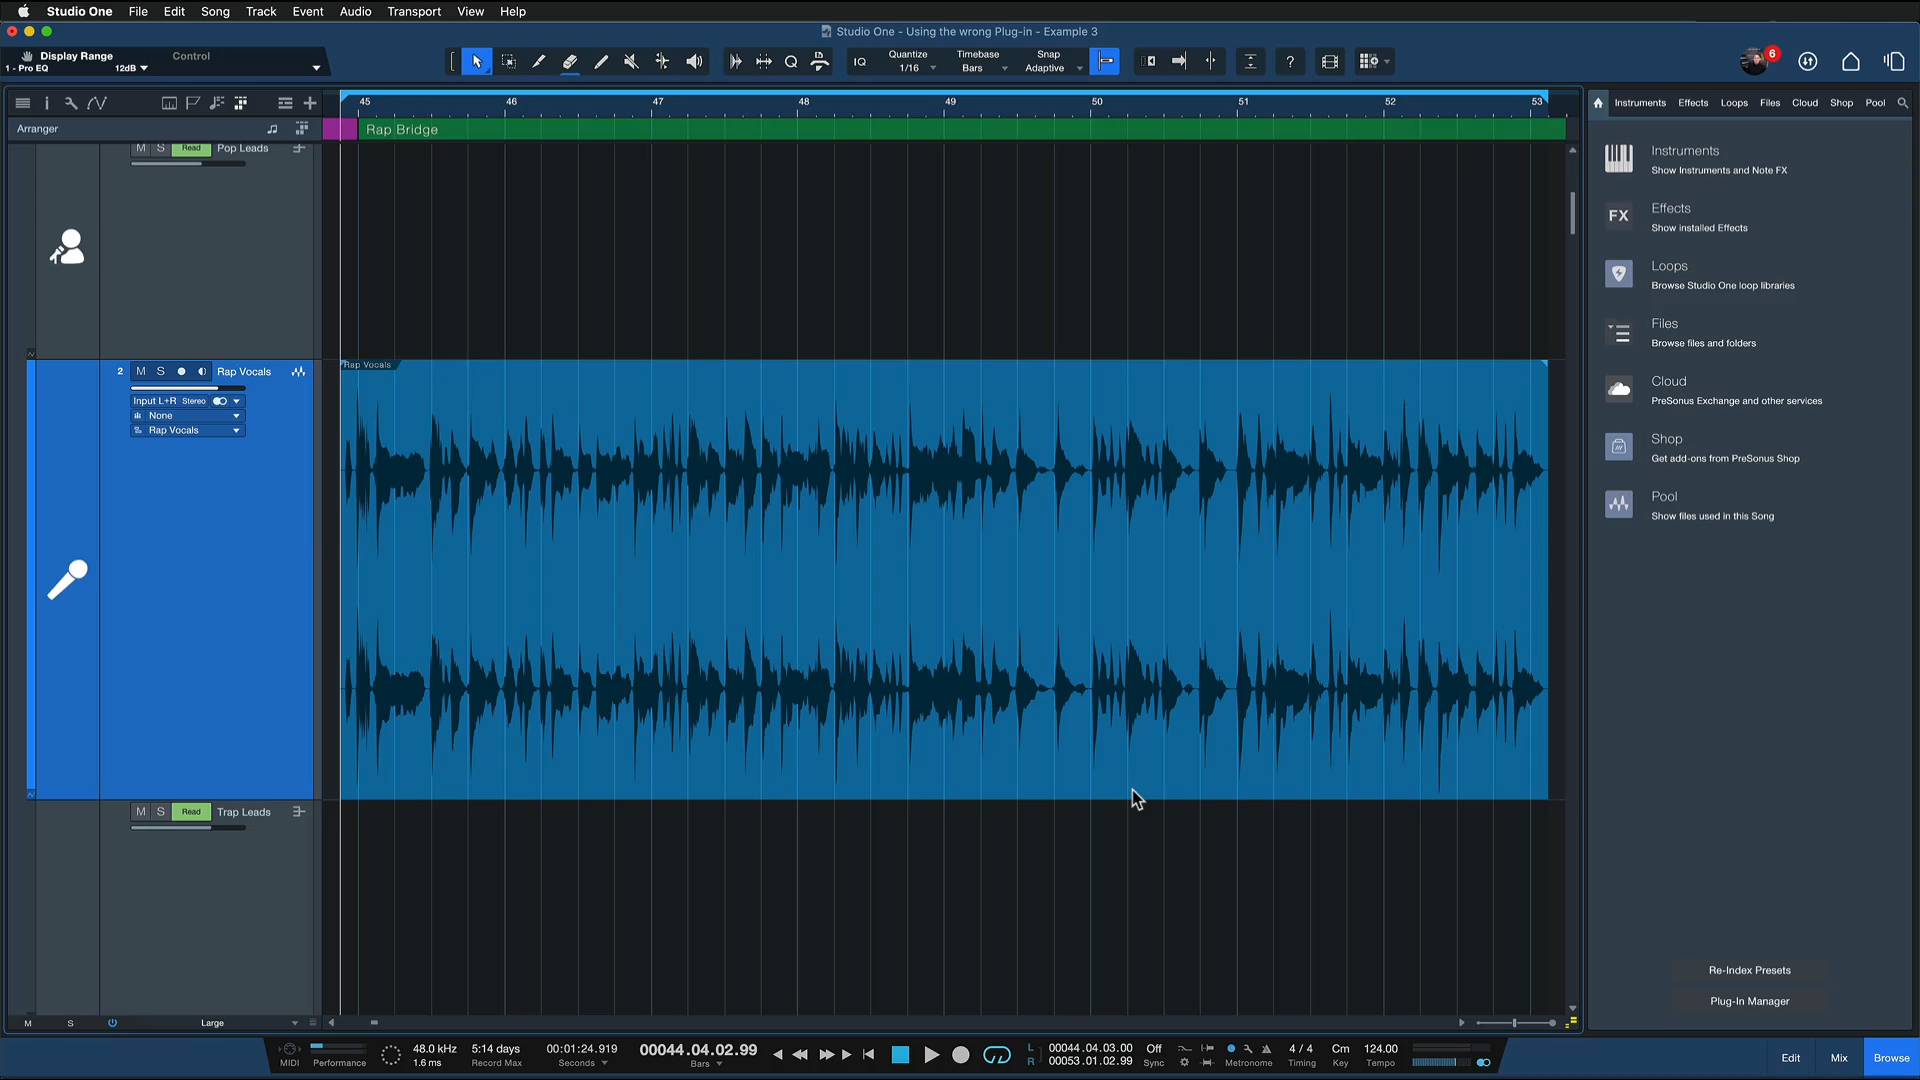 Studio One File Edit Song Track Event Audio Transport View Help
Studio One - Using the wrong Plug-in - Example 3
Display Range Control
1 - Pro EQ 12dB
IQ Quantize 1/16 Timebase Bars Snap Adaptive ? 6
Instruments Effects Loops Files Cloud Shop Pool
45 46 47 48 49 50 51 52 53
Arranger
Rap Bridge
M S Read Pop Leads
2 M S Rap Vocals
Input L+R Stereo
None
Rap Vocals
Rap Vocals
M S Read Trap Leads
Instruments
Show Instruments and Note FX
FX
Effects
Show installed Effects
Loops
Browse Studio One loop libraries
Files
Browse files and folders
Cloud
PreSonus Exchange and other services
Shop
Get add-ons from PreSonus Shop
Pool
Show files used in this Song
Re-Index Presets
Plug-In Manager
M S Large
MIDI Performance
48.0 kHz
1.6 ms
5:14 days
Record Max
00:01:24.919
Seconds
00044.04.02.99
Bars
L 00044.04.03.00
R 00053.01.02.99
Off
Sync
Metronome
4 / 4
Timing
Cm
Key
124.00
Tempo
Edit Mix Browse